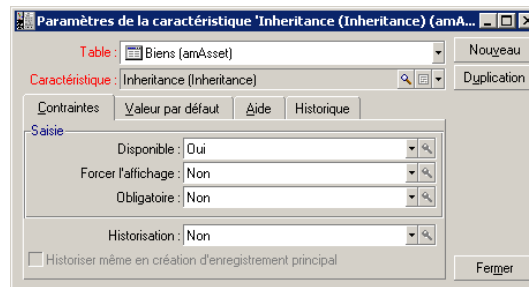 Paramètres de la caractéristique 'Inheritance (Inheritance) (amA...
Table : Biens (amAsset)
Nouveau
Caractéristique : Inheritance (Inheritance)
Duplication
Contraintes Valeur par défaut Aide Historique
Saisie
Disponible : Oui
Forcer l'affichage : Non
Obligatoire : Non
Historisation : Non
Historiser même en création d'enregistrement principal
Fermer